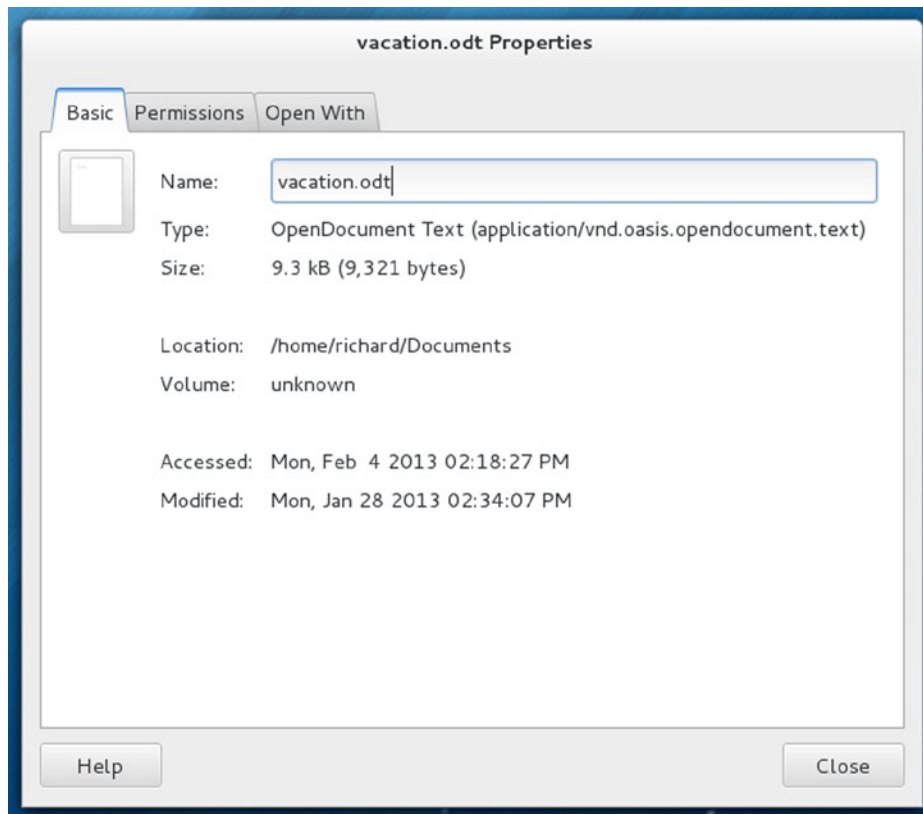 vacation.odt Properties
Basic Permissions Open With
Name: vacation.odt
Type: OpenDocument Text (application/vnd.oasis.opendocument.text)
Size: 9.3 kB (9,321 bytes)
Location: /home/richard/Documents
Volume: unknown
Accessed: Mon, Feb 4 2013 02:18:27 PM
Modified: Mon, Jan 28 2013 02:34:07 PM
Help Close